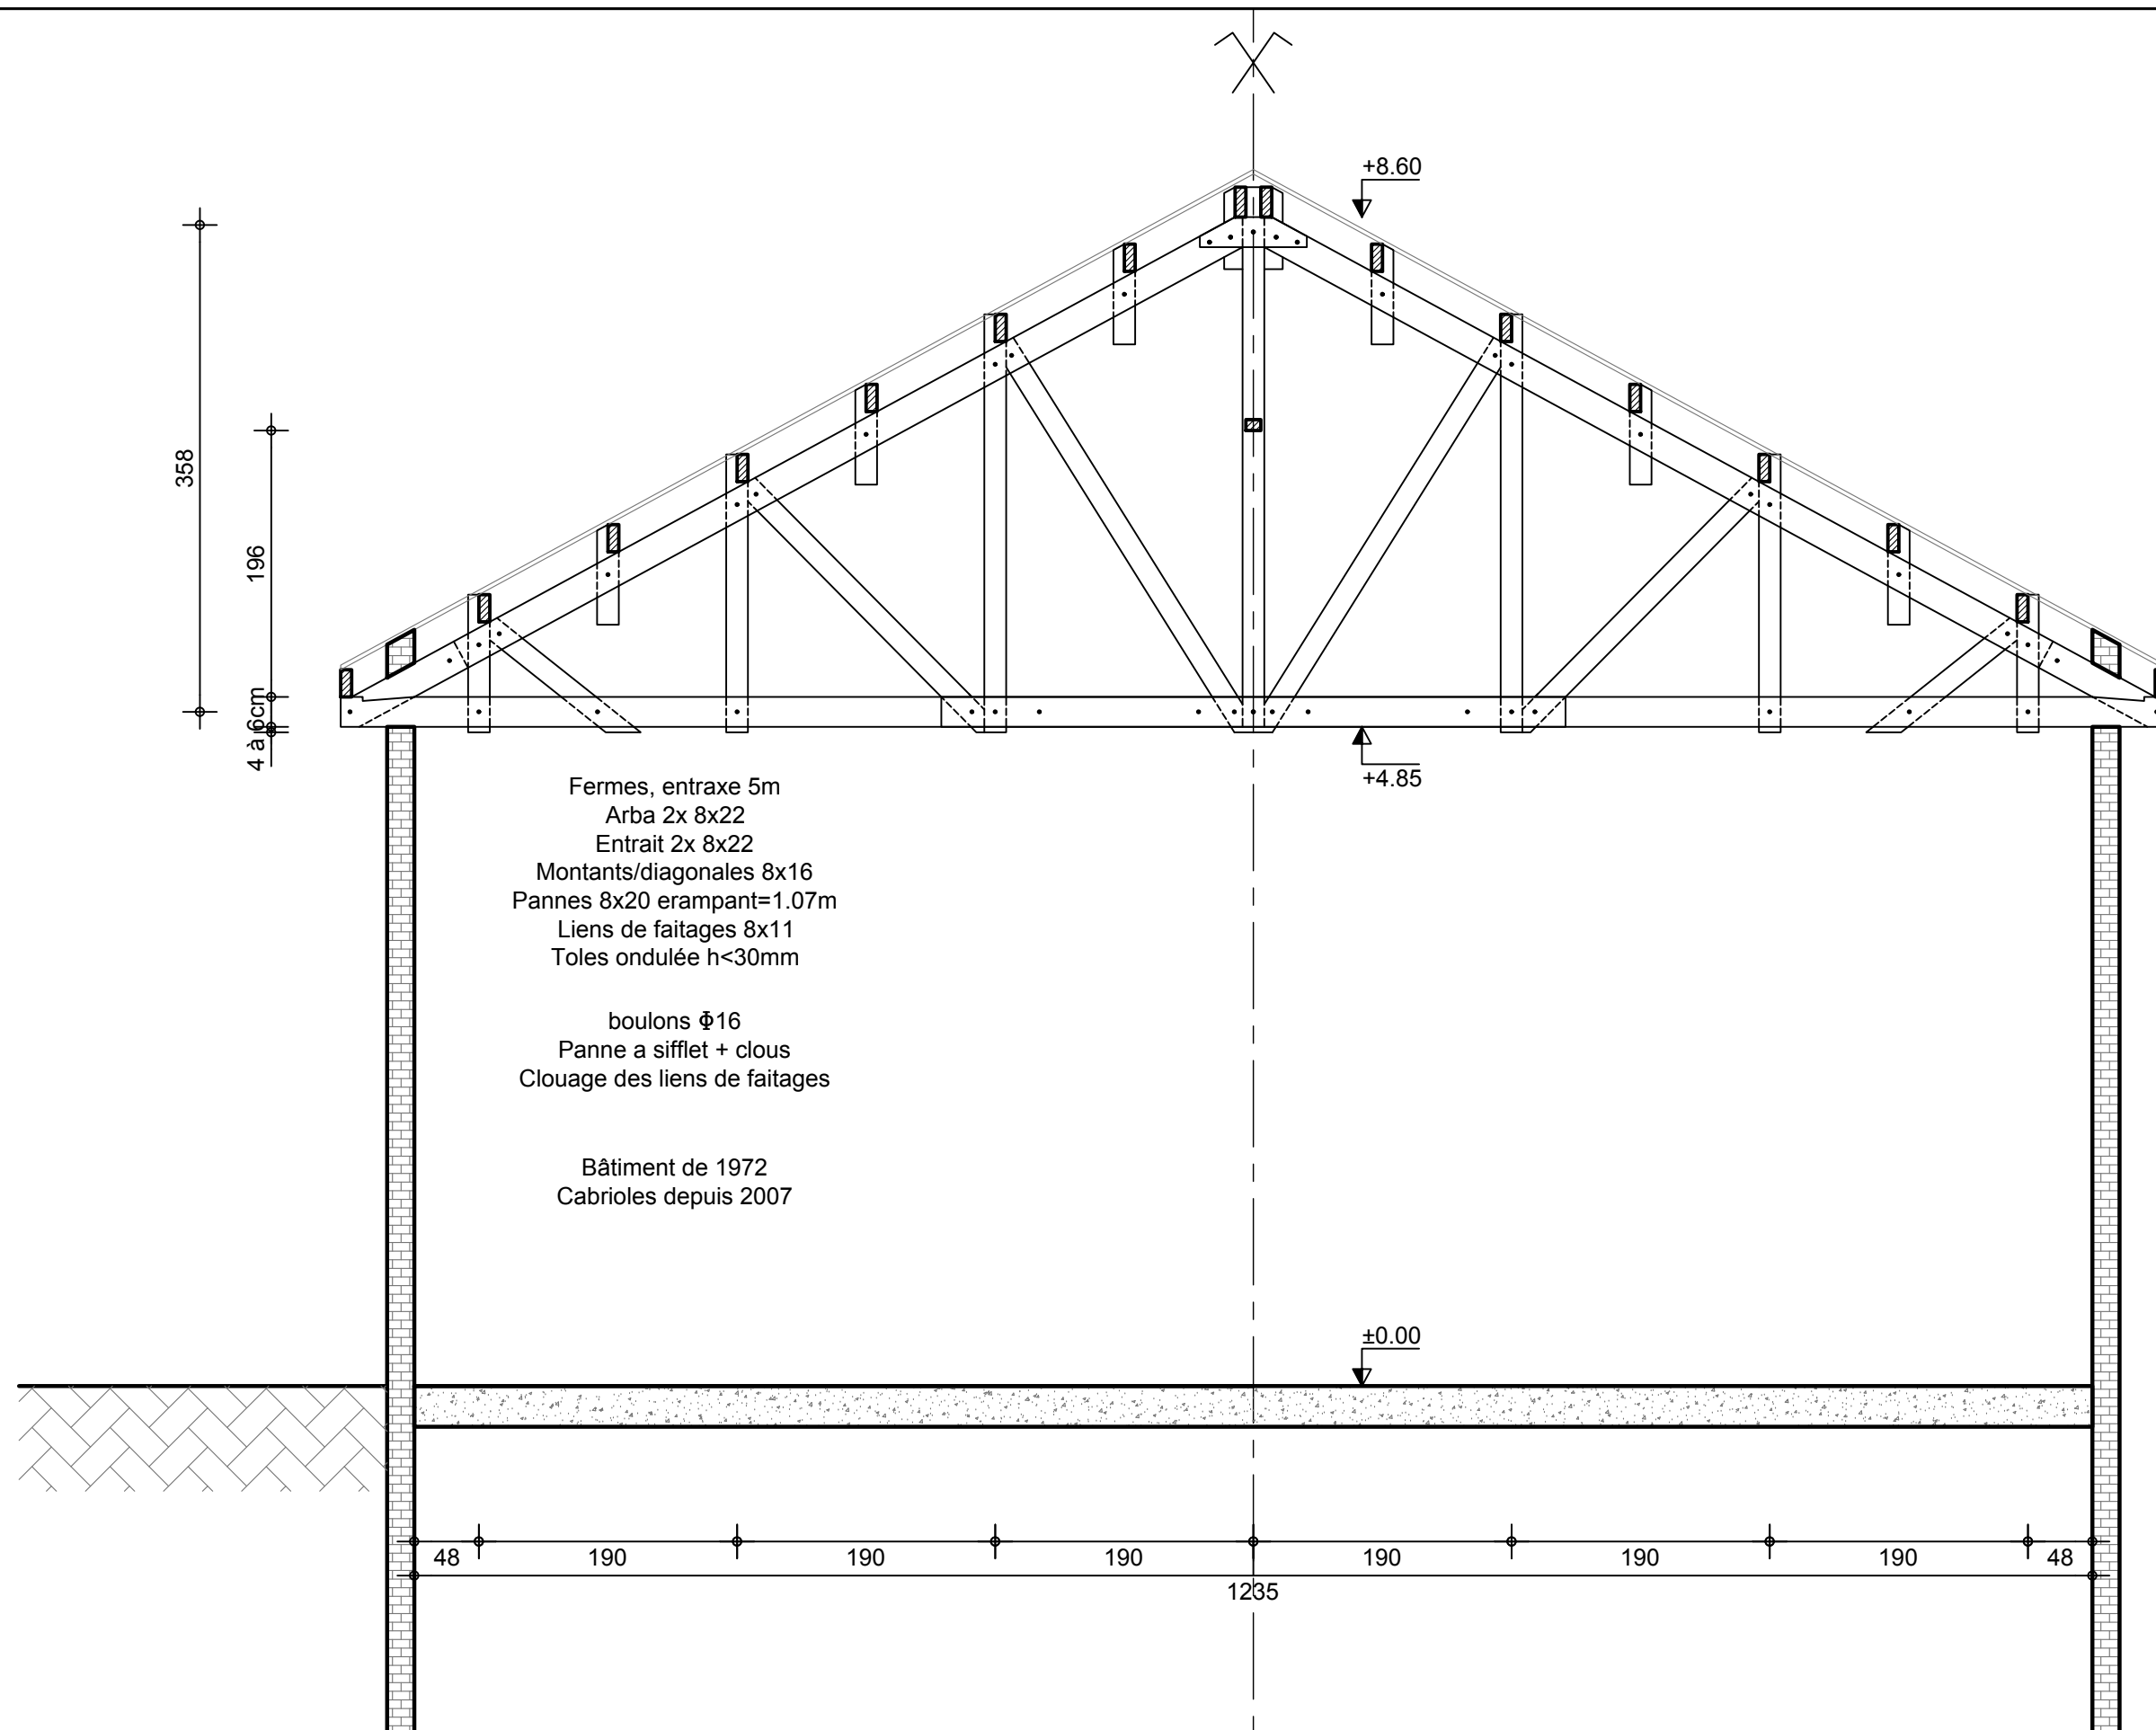 +8.60
358
196
4 à 6cm
+4.85
Fermes, entraxe 5m
Arba 2x 8x22
Entrait 2x 8x22
Montants/diagonales 8x16
Pannes 8x20 erampant=1.07m
Liens de faitages 8x11
Toles ondulée h<30mm
boulons Φ16
Panne a sifflet + clous
Clouage des liens de faitages
Bâtiment de 1972
Cabrioles depuis 2007
±0.00
48 190 190 190 190 190 190 48
1235